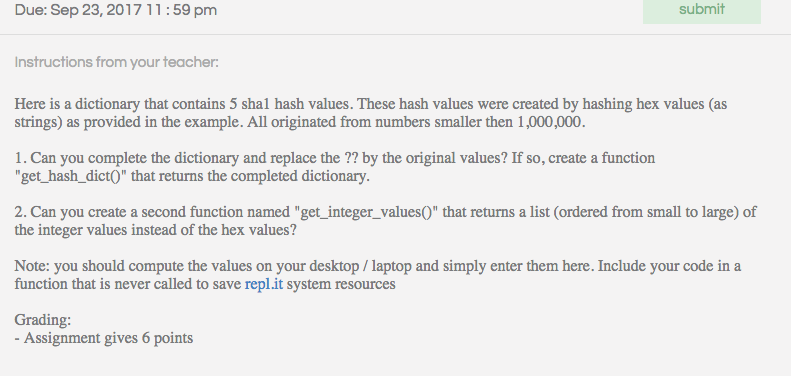 Due: Sep 23, 2017 11 : 59 pm
submit
Instructions from your teacher:
Here is a dictionary that contains 5 sha1 hash values. These hash values were created by hashing hex values (as
strings) as provided in the example. All originated from numbers smaller then 1,000,000.
1. Can you complete the dictionary and replace the ?? by the original values? If so, create a function
"get_hash_dict()" that returns the completed dictionary.
2. Can you create a second function named "get_integer_values()" that returns a list (ordered from small to large) of
the integer values instead of the hex values?
Note: you should compute the values on your desktop / laptop and simply enter them here. Include your code in a
function that is never called to save repl.it system resources
Grading:
- Assignment gives 6 points